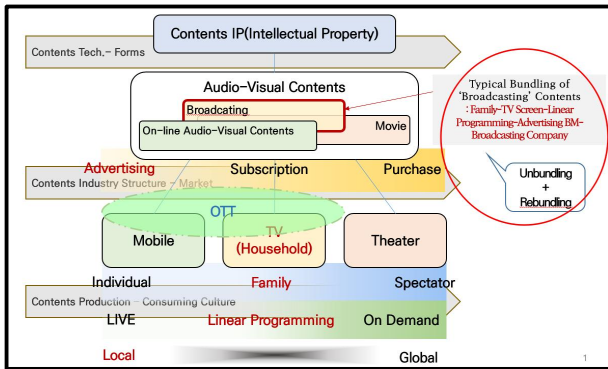 Contents IP(Intellectual Property)
Contents Tech.- Forms
Audio-Visual Contents
Broadcating
On-line Audio-Visual Contents
Movie
Typical Bundling of
‘Broadcasting’ Contents
: Family-TV Screen-Linear
Programming-Advertising BM-
Broadcasting Company
Advertising
Subscription
Purchase
Contents Industry Structure – Market
Unbundling
+
Rebundling
OTT
Mobile
TV
(Household)
Theater
Individual
Family
Spectator
Contents Production – Consuming Culture
LIVE
Linear Programming
On Demand
Local
Global
1